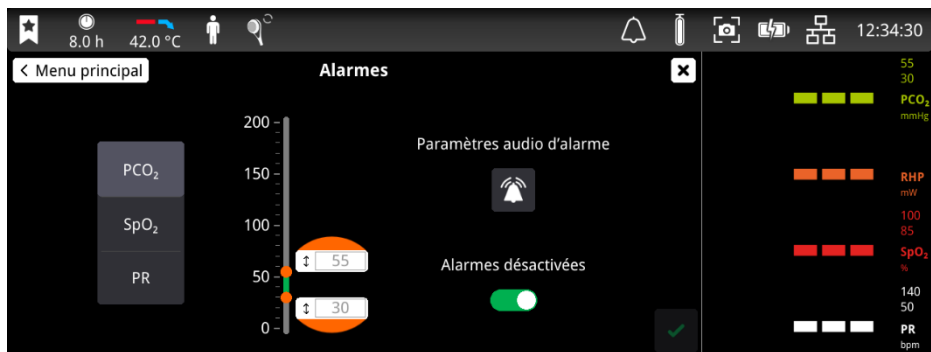 8.0 h
42.0 °C
12:34:30
< Menu principal
Alarmes
PCO₂
SpO₂
PR
200 -
150 -
100 -
50 -
0 -
55
30
Paramètres audio d'alarme
Alarmes désactivées
55
30
PCO₂
mmHg
RHP
mW
100
85
SpO₂
%
140
50
PR
bpm